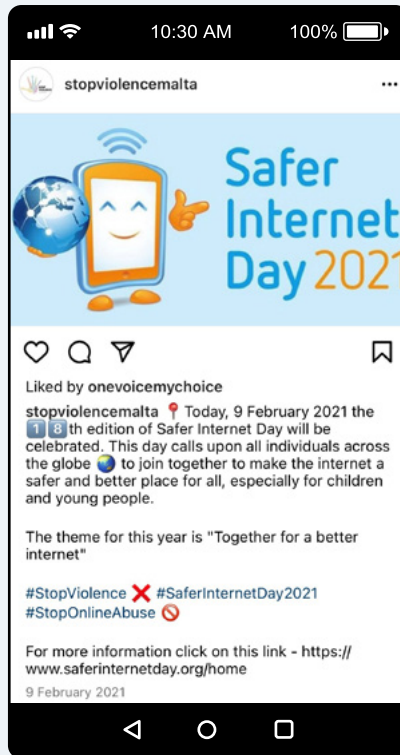 10:30 AM 100%
stopviolencemalta
Safer
Internet
Day 2021
Liked by onevoicemychoice
stopviolencemalta 📍 Today, 9 February 2021 the
1️⃣8️⃣th edition of Safer Internet Day will be
celebrated. This day calls upon all individuals across
the globe 🌏 to join together to make the internet a
safer and better place for all, especially for children
and young people.
The theme for this year is "Together for a better
internet"
#StopViolence ❌ #SaferInternetDay2021
#StopOnlineAbuse 🚫
For more information click on this link - https://
www.saferinternetday.org/home
9 February 2021